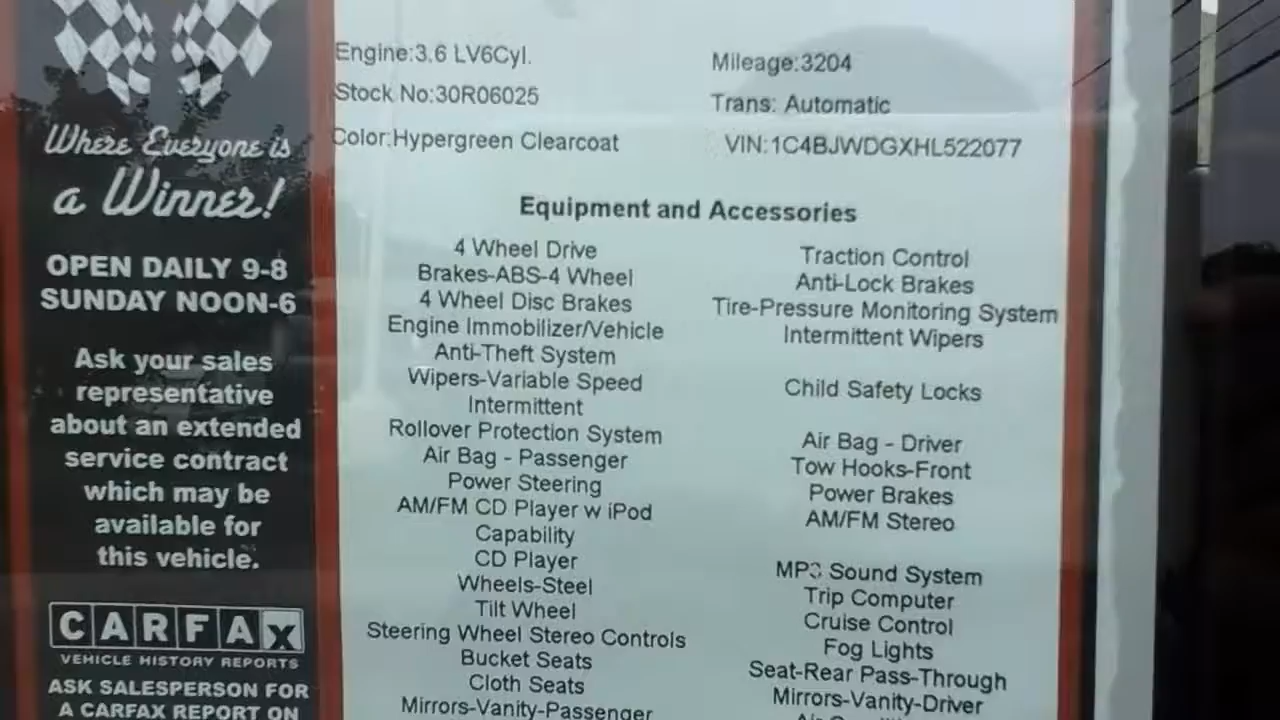 Where Everyone is
a Winner!
OPEN DAILY 9-8
SUNDAY NOON-6
Ask your sales
representative
about an extended
service contract
which may be
available for
this vehicle.
CARFAX
VEHICLE HISTORY REPORTS
ASK SALESPERSON FOR
A CARFAX REPORT ON
Engine:3.6 LV6Cyl.
Stock No:30R06025
Color:Hypergreen Clearcoat
Mileage:3204
Trans: Automatic
VIN:1C4BJWDGXHL522077
Equipment and Accessories
4 Wheel Drive
Brakes-ABS-4 Wheel
4 Wheel Disc Brakes
Engine Immobilizer/Vehicle
Anti-Theft System
Wipers-Variable Speed
Intermittent
Rollover Protection System
Air Bag - Passenger
Power Steering
AM/FM CD Player w iPod
Capability
CD Player
Wheels-Steel
Tilt Wheel
Steering Wheel Stereo Controls
Bucket Seats
Cloth Seats
Mirrors-Vanity-Passenger
Traction Control
Anti-Lock Brakes
Tire-Pressure Monitoring System
Intermittent Wipers
Child Safety Locks
Air Bag - Driver
Tow Hooks-Front
Power Brakes
AM/FM Stereo
MP3 Sound System
Trip Computer
Cruise Control
Fog Lights
Seat-Rear Pass-Through
Mirrors-Vanity-Driver